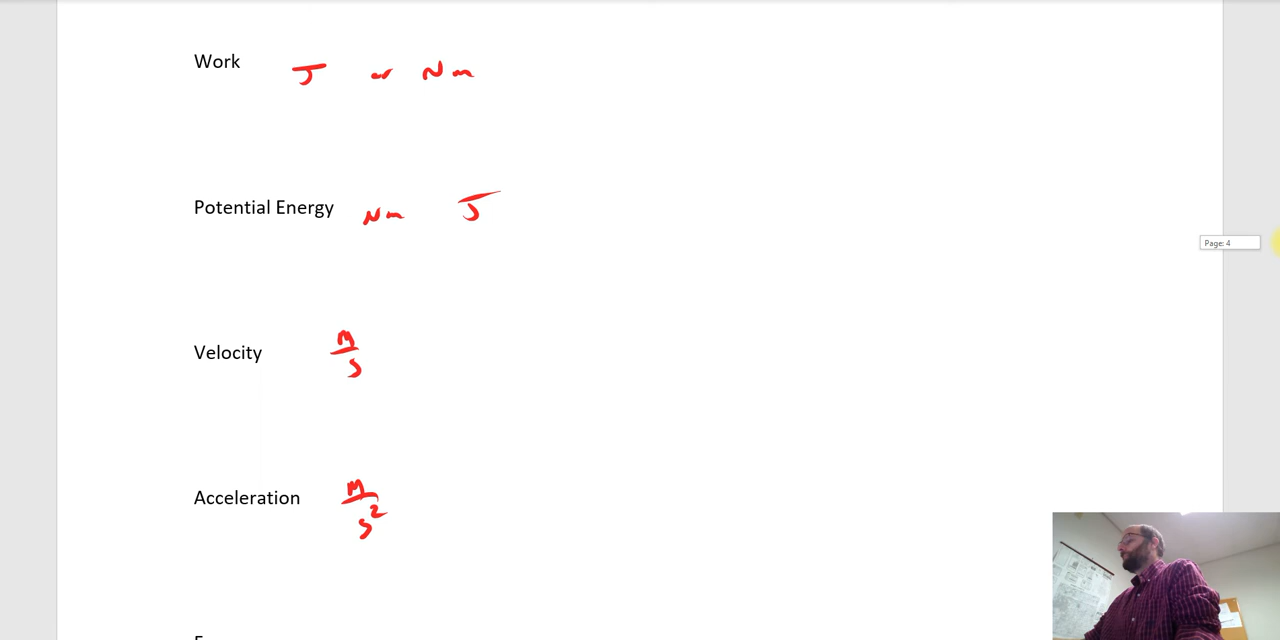 Work J or Nm
Potential Energy Nm J
Page: 4
Velocity m/s
Acceleration m/s²